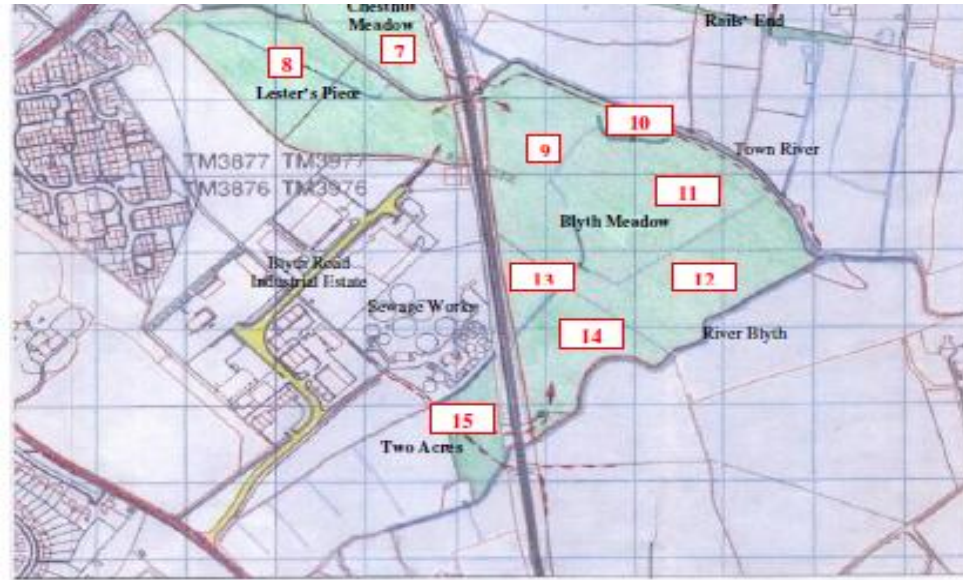 Chestnut
Meadow
Rails' End
7
8
Lester's Piece
10
9
Town River
TM3877 TM3977
TM3876 TM3976
11
Blyth Meadow
Blyth Road
Industrial Estate
13
12
Sewage Works
14
River Blyth
15
Two Acres